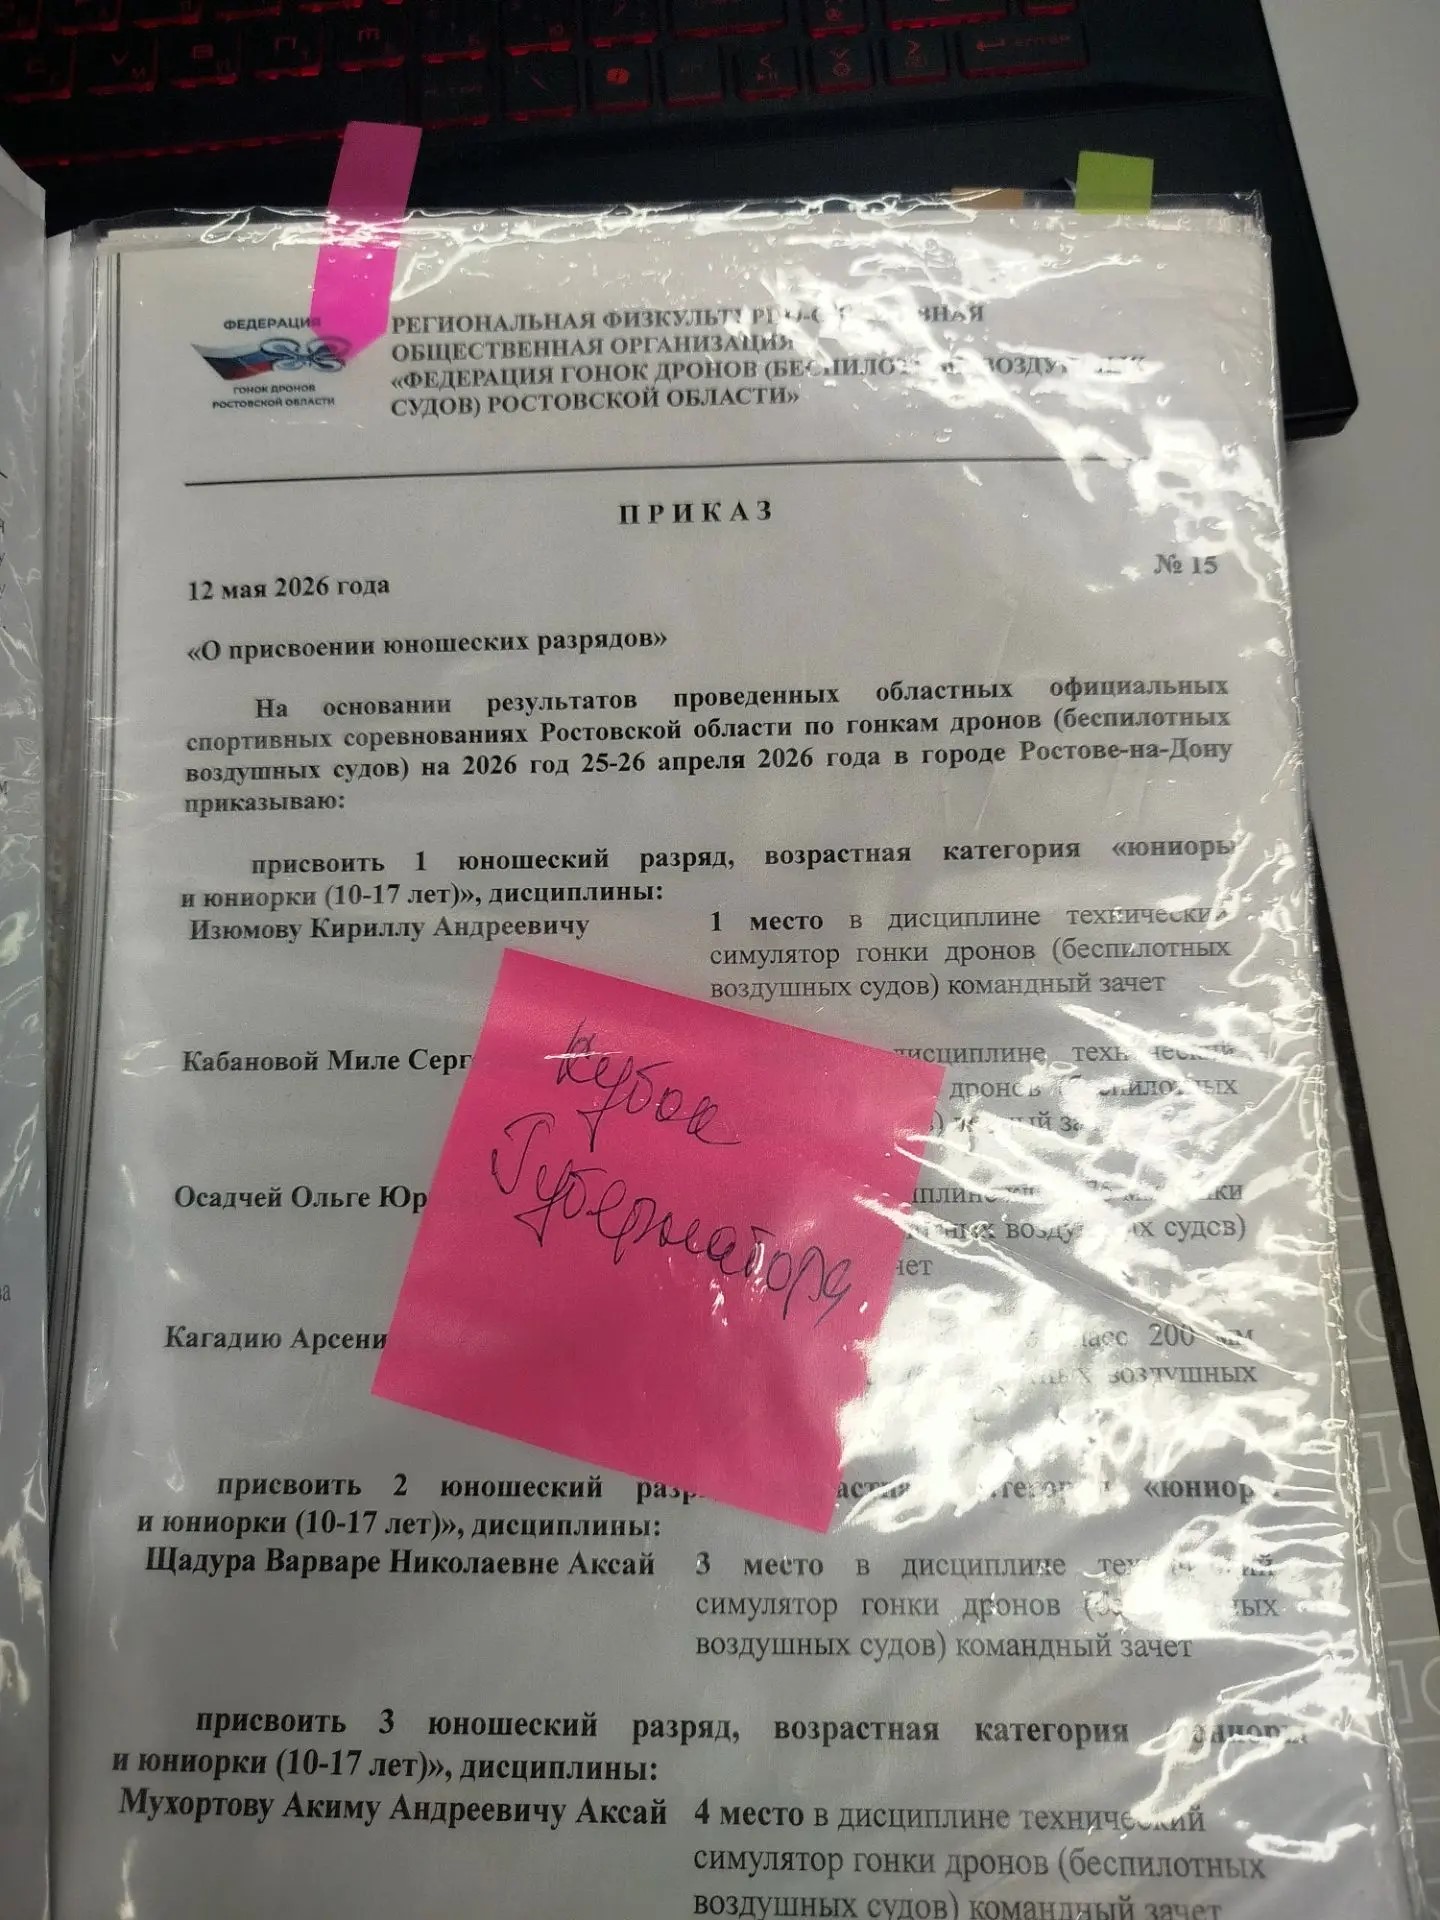 ФЕДЕРАЦИЯ
ГОНОК ДРОНОВ
РОСТОВСКОЙ ОБЛАСТИ
РЕГИОНАЛЬНАЯ
ОБЩЕСТВЕННАЯ ОРГАНИЗАЦИЯ
«ФЕДЕРАЦИЯ ГОНОК ДРОНОВ
СУДОВ) РОСТОВСКОЙ ОБЛАСТИ»
ПРИКАЗ
№ 15
12 мая 2026 года
«О присвоении юношеских разрядов»
На основании результатов проведенных областных официальных
спортивных соревнованиях Ростовской области по гонкам дронов (беспилотных
воздушных судов) на 2026 год 25-26 апреля 2026 года в городе Ростове-на-Дону
приказываю:
присвоить 1 юношеский разряд, возрастная категория «юниоры
и юниорки (10-17 лет)», дисциплины:
Изюмову Кириллу Андреевичу
1 место в дисциплине технический
симулятор гонки дронов (беспилотных
воздушных судов) командный зачет
Кабановой Миле
дисциплине
дронов
Осадчей Ольге
судов)
Кагадию
200 мм
воздушных
Кубок
Губернатора
присвоить 2 юношеский
и юниорки (10-17 лет)», дисциплины:
Щадура Варваре Николаевне Аксай
3 место в дисциплине
симулятор гонки дронов
воздушных судов) командный зачет
присвоить 3 юношеский разряд, возрастная категория
и юниорки (10-17 лет)», дисциплины:
Мухортову Акиму Андреевичу Аксай
4 место в дисциплине технический
симулятор гонки дронов (беспилотных
воздушных судов) командный зачет